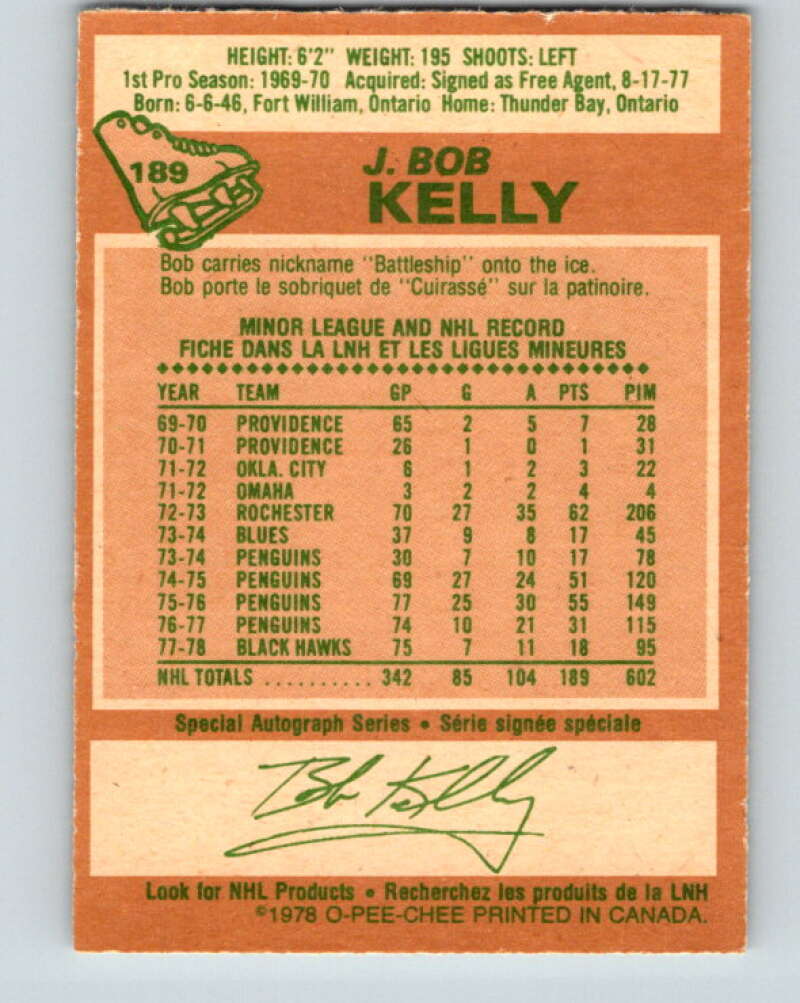 HEIGHT: 6'2" WEIGHT: 195 SHOOTS: LEFT
1st Pro Season: 1969-70 Acquired: Signed as Free Agent, 8-17-77
Born: 6-6-46, Fort William, Ontario Home: Thunder Bay, Ontario
189
J. BOB
KELLY
Bob carries nickname "Battleship" onto the ice.
Bob porte le sobriquet de "Cuirassé" sur la patinoire.
MINOR LEAGUE AND NHL RECORD
FICHE DANS LA LNH ET LES LIGUES MINEURES
YEAR TEAM GP G A PTS PIM
69-70 PROVIDENCE 65 2 5 7 28
70-71 PROVIDENCE 26 1 0 1 31
71-72 OKLA. CITY 6 1 2 3 22
71-72 OMAHA 3 2 2 4 4
72-73 ROCHESTER 70 27 35 62 206
73-74 BLUES 37 9 8 17 45
73-74 PENGUINS 30 7 10 17 78
74-75 PENGUINS 69 27 24 51 120
75-76 PENGUINS 77 25 30 55 149
76-77 PENGUINS 74 10 21 31 115
77-78 BLACK HAWKS 75 7 11 18 95
NHL TOTALS .......... 342 85 104 189 602
Special Autograph Series • Série signée spéciale
Bob Kelly
Look for NHL Products • Recherchez les produits de la LNH
©1978 O-PEE-CHEE PRINTED IN CANADA.